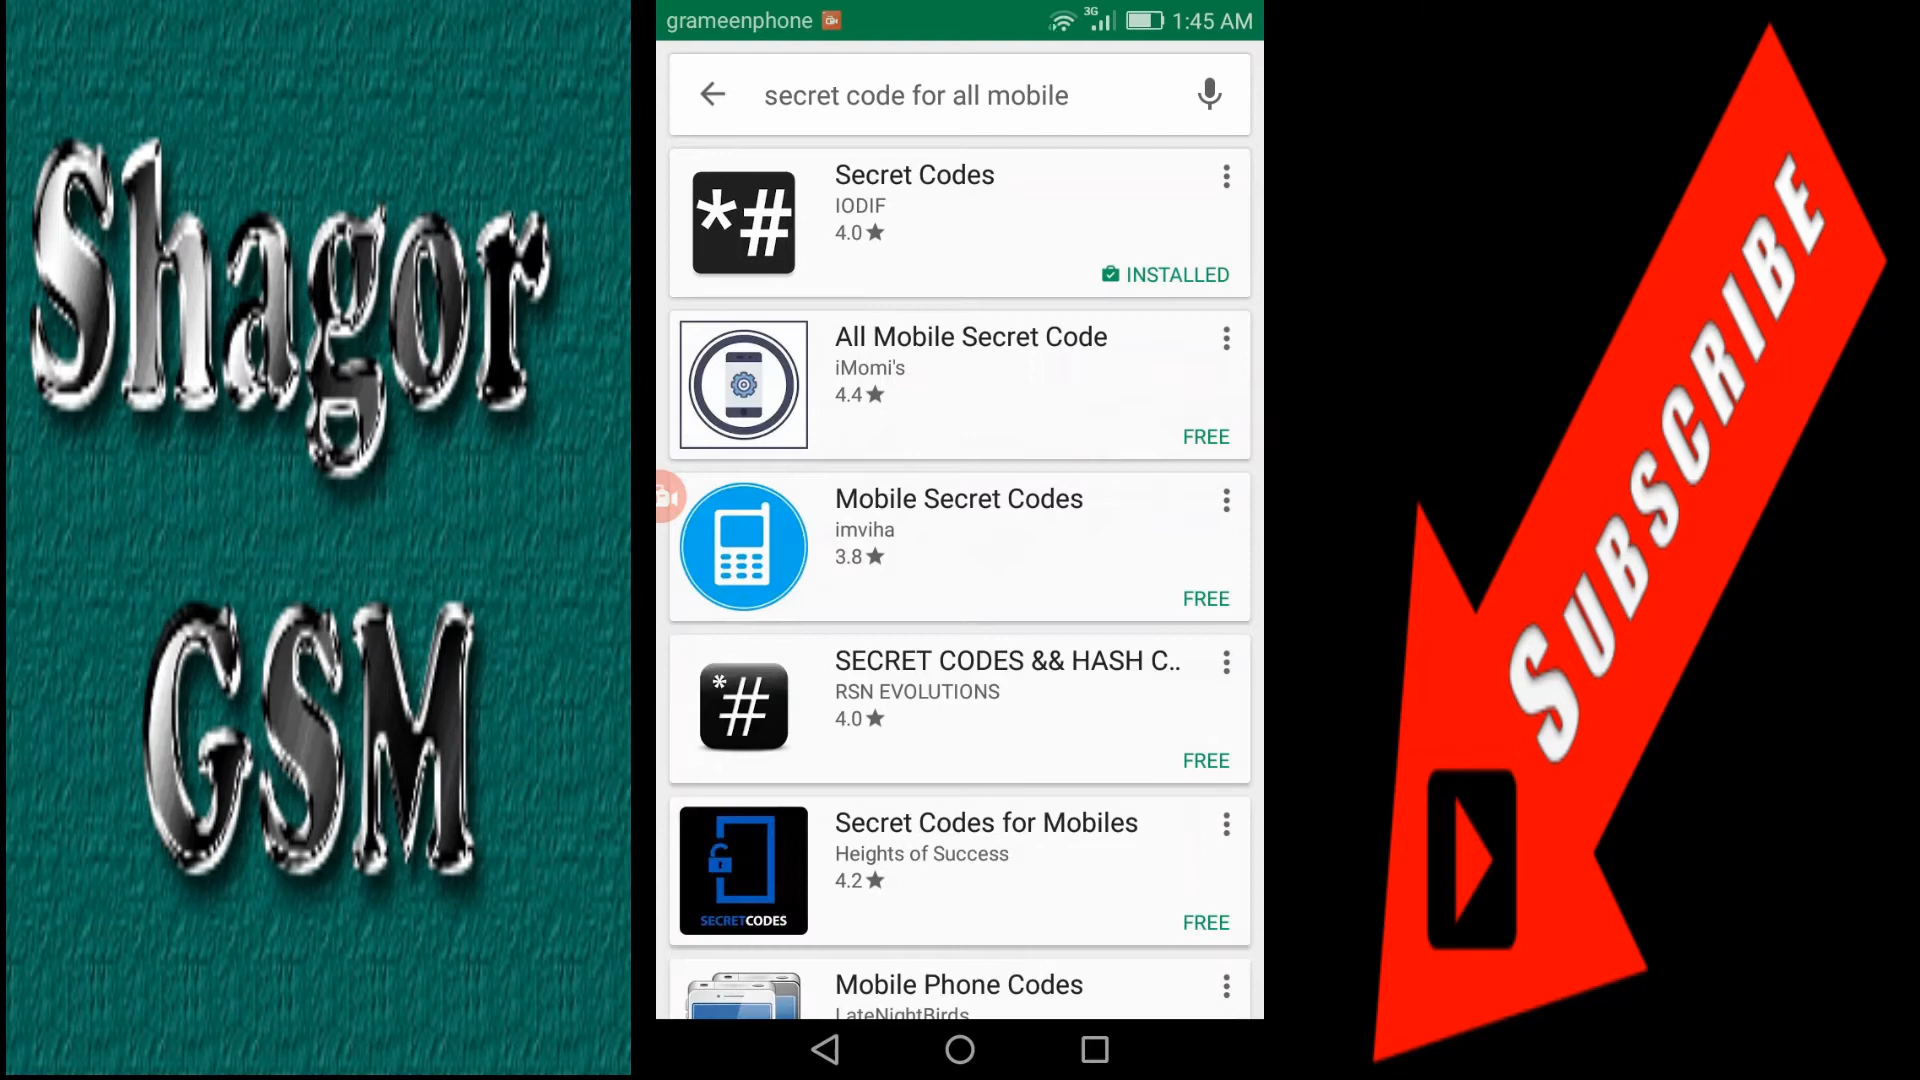 Shagor
GSM
grameenphone
3G
1:45 AM
secret code for all mobile
*#
Secret Codes
IODIF
4.0★
INSTALLED
All Mobile Secret Code
iMomi's
4.4★
FREE
Mobile Secret Codes
imviha
3.8★
FREE
*#
SECRET CODES && HASH C..
RSN EVOLUTIONS
4.0★
FREE
SECRETCODES
Secret Codes for Mobiles
Heights of Success
4.2★
FREE
Mobile Phone Codes
LateNightBirds
SUBSCRIBE